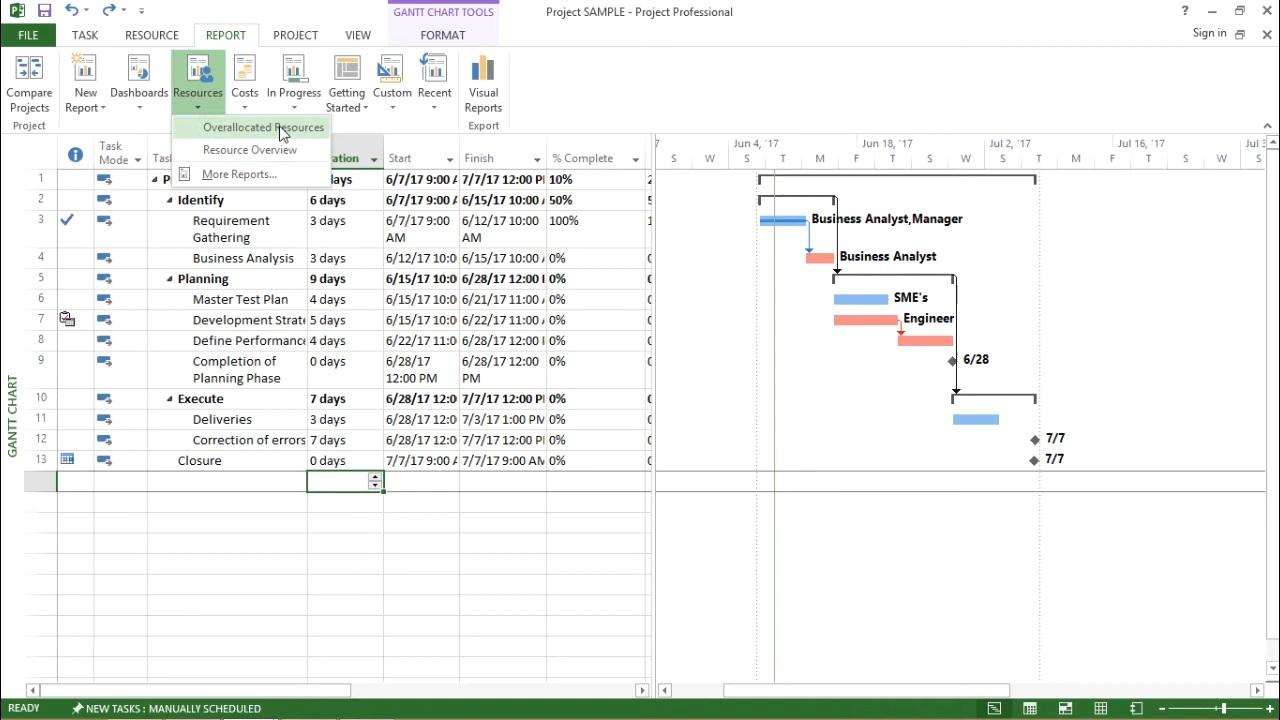 GANTT CHART TOOLS
Project SAMPLE - Project Professional
?
FILE
TASK
RESOURCE
REPORT
PROJECT
VIEW
FORMAT
Sign in
Compare
Projects
New
Report
Dashboards
Resources
Costs
In Progress
Getting
Started
Custom
Recent
Visual
Reports
Project
Export
Overallocated Resources
Resource Overview
More Reports...
Task
Mode
Start
Finish
% Complete
Jun 4, '17
Jun 18, '17
Jul 2, '17
Jul 16, '17
S W F S T M S W F S T M S W F S
1 days 6/7/17 9:00 A 7/7/17 12:00 PM 10%
2 Identify 6 days 6/7/17 9:00 A 6/15/17 10:00 50%
3 Requirement Gathering 3 days 6/7/17 9:00 AM 6/12/17 10:00 AM 100%
4 Business Analysis 3 days 6/12/17 10:00 6/15/17 10:00 0%
5 Planning 9 days 6/15/17 10:00 6/28/17 12:00 0%
6 Master Test Plan 4 days 6/15/17 10:00 6/21/17 11:00 0%
7 Development Strate 5 days 6/15/17 10:00 6/22/17 11:00 0%
8 Define Performance 4 days 6/22/17 11:00 6/28/17 12:00 0%
9 Completion of Planning Phase 0 days 6/28/17 12:00 PM 6/28/17 12:00 PM 0%
10 Execute 7 days 6/28/17 12:00 7/7/17 12:00 PM 0%
11 Deliveries 3 days 6/28/17 12:00 7/3/17 1:00 PM 0%
12 Correction of errors 7 days 6/28/17 12:00 7/7/17 12:00 PM 0%
13 Closure 0 days 7/7/17 9:00 A 7/7/17 9:00 AM 0%
Business Analyst,Manager
Business Analyst
SME's
Engineer
6/28
7/7
7/7
GANTT CHART
READY
NEW TASKS : MANUALLY SCHEDULED